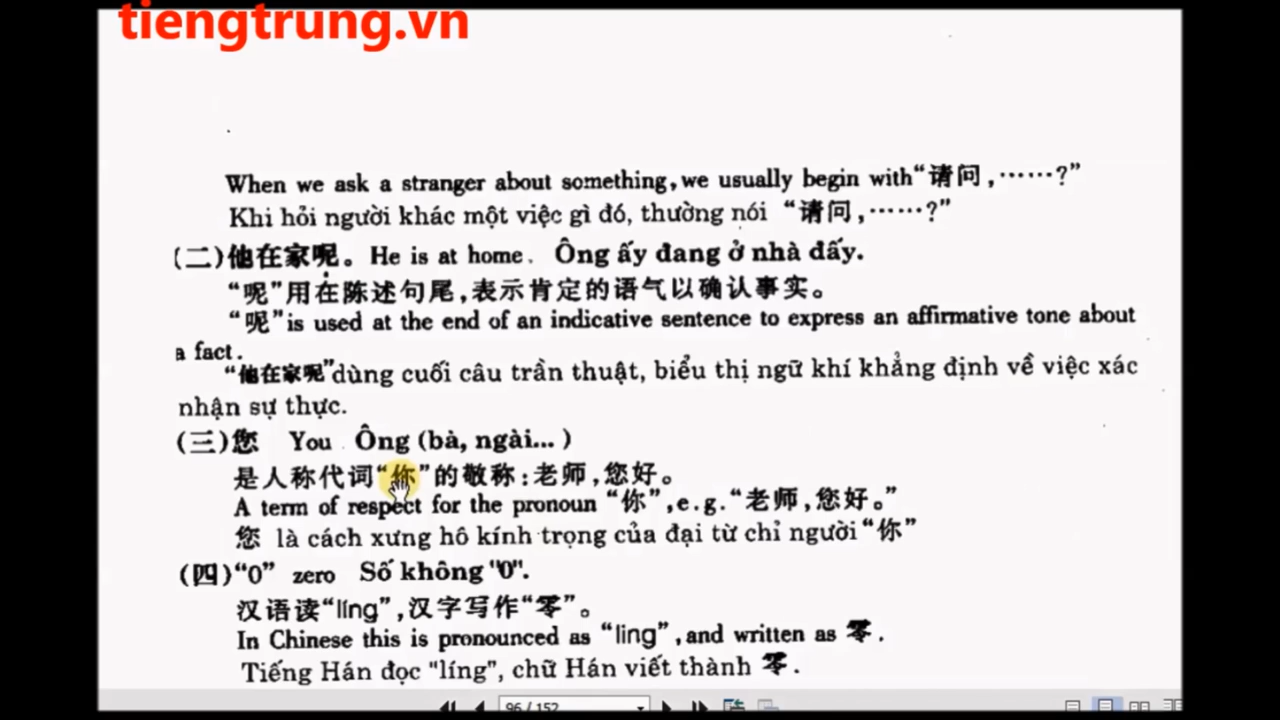 tiengtrung.vn
When we ask a stranger about something, we usually begin with “请问，……？”
Khi hỏi người khác một việc gì đó, thường nói “请问，……？”
(二)他在家呢。 He is at home. Ông ấy đang ở nhà đấy.
“呢”用在陈述句尾，表示肯定的语气以确认事实。
“呢”is used at the end of an indicative sentence to express an affirmative tone about
a fact.
“他在家呢”dùng cuối câu trần thuật, biểu thị ngữ khí khẳng định về việc xác
nhận sự thực.
(三)您 You Ông (bà, ngài... )
是人称代词“你”的敬称：老师，您好。
A term of respect for the pronoun “你”,e.g.“老师，您好。”
您 là cách xưng hô kính trọng của đại từ chỉ người“你”
(四)“0” zero Số không "0".
汉语读“líng”，汉字写作“零”。
In Chinese this is pronounced as “ling”,and written as 零.
Tiếng Hán đọc "líng", chữ Hán viết thành 零.
96 / 152